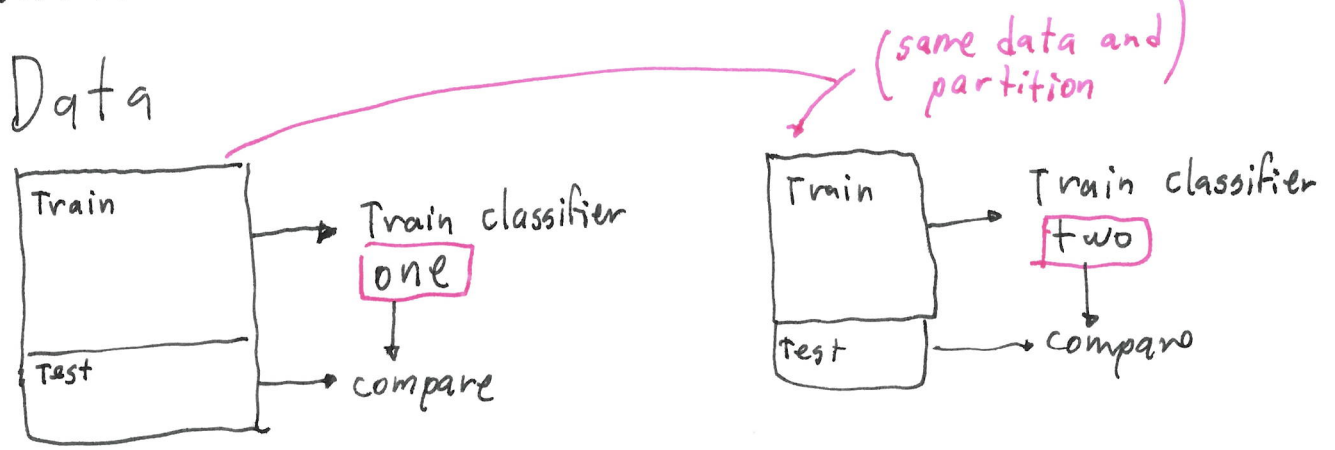 (same data and
partition)
Data
Train
Train classifier
one
Test
compare
Train
Train classifier
two
Test
compare